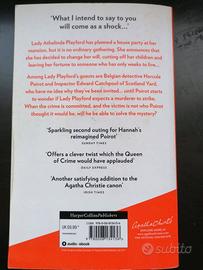 'What I intend to say to you
will come as a shock...'
Lady Athelinda Playford has planned a house party at her
mansion, but it is no ordinary gathering. She announces
that she has decided to change her will, cutting off her children and
leaving her fortune to someone who has only weeks to live...
Among Lady Playford's guests are Belgian detective Hercule
Poirot and Inspector Edward Catchpool of Scotland Yard, who
have no idea why they've been invited... until Poirot starts
to wonder if Lady Playford expects a murderer to strike.
When the crime is committed, and the victim is not who Poirot
thought it would be, will he be able to solve the mystery?
'Sparkling second outing for Hannah's
reimagined Poirot'
SUNDAY TIMES
'Offers a clever twist which the Queen
of Crime would have applauded'
DAILY EXPRESS
'Another satisfying addition to the
Agatha Christie canon'
IRISH TIMES
HarperCollinsPublishers
UK £8.99
audio ebook
Agatha Christie
Subito